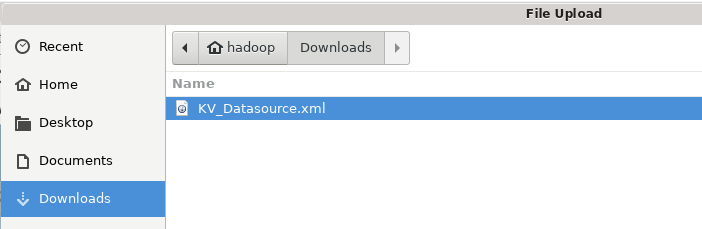 File Upload
Recent
hadoop
Downloads
Home
Name
KV_Datasource.xml
Desktop
Documents
Downloads